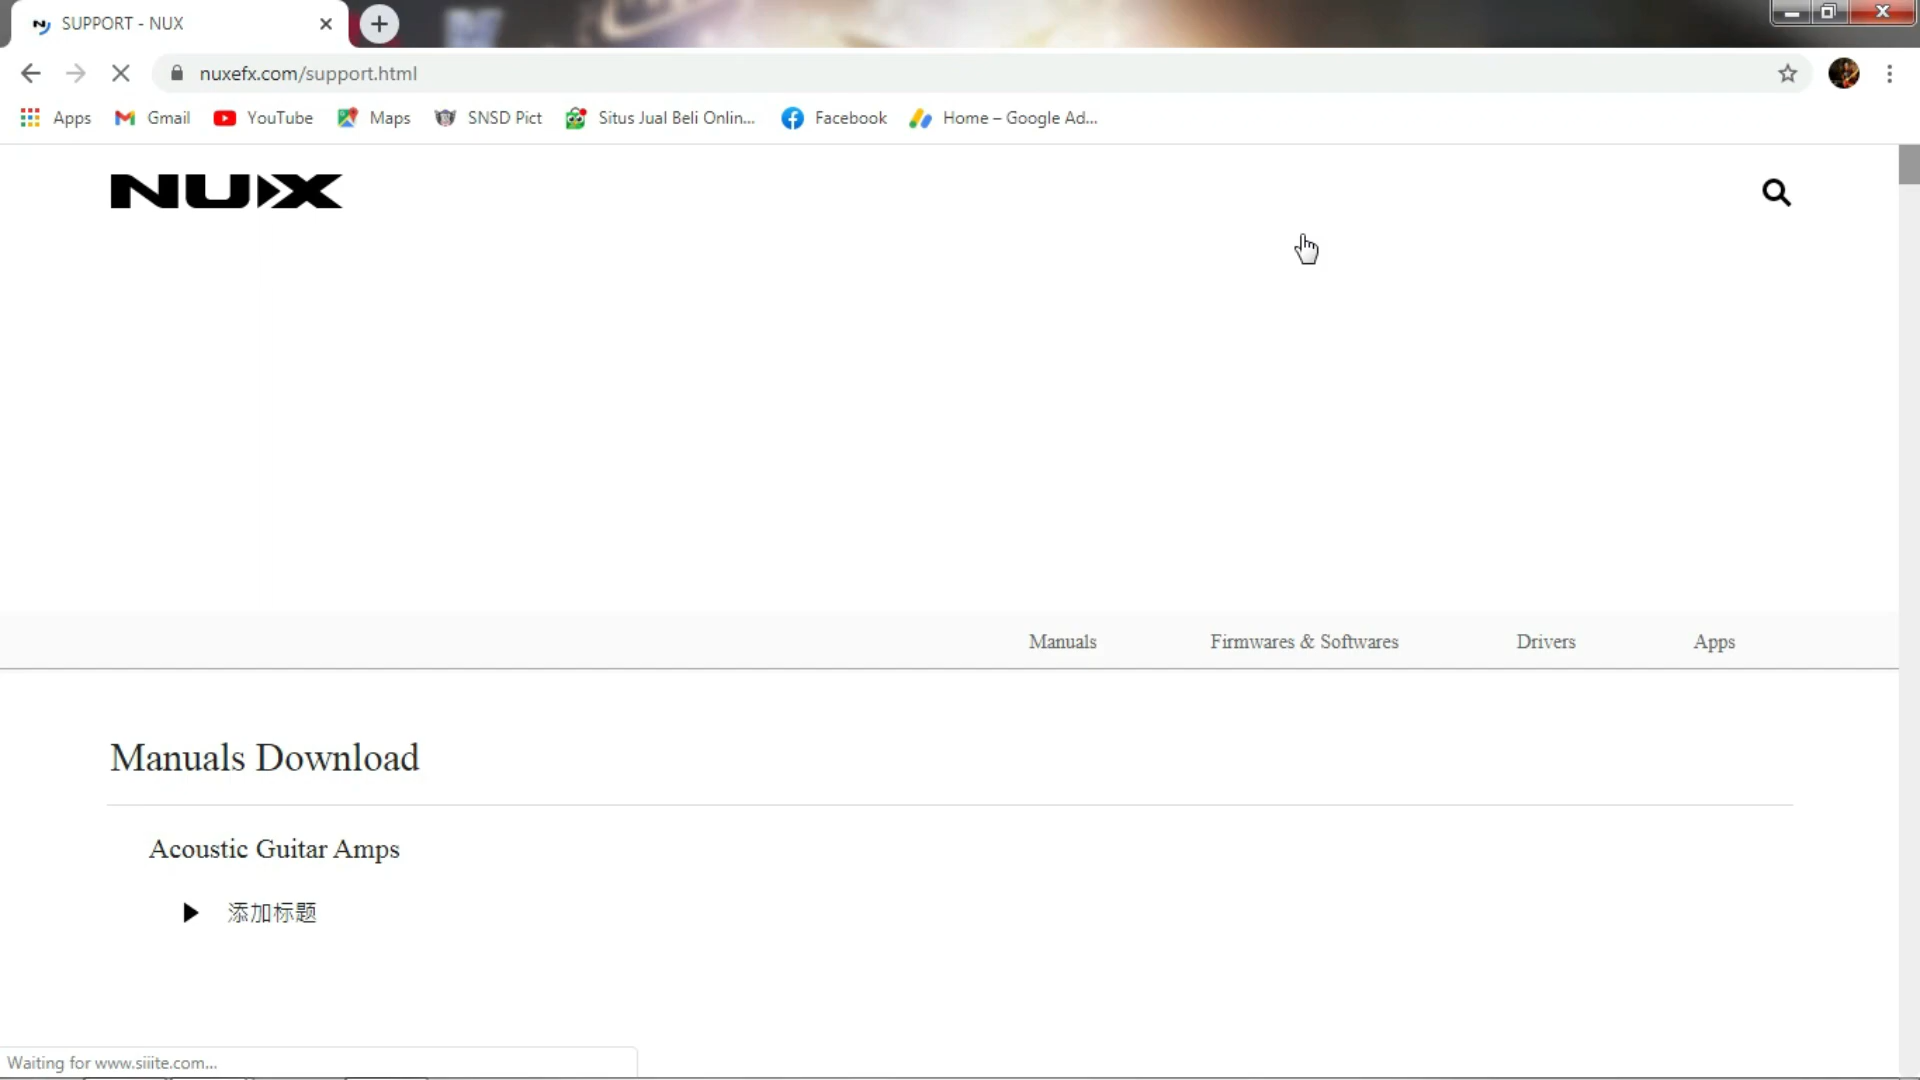 SUPPORT - NUX
nuxefx.com/support.html
Apps Gmail YouTube Maps SNSD Pict Situs Jual Beli Onlin... Facebook Home – Google Ad...
NUX
Manuals Firmwares & Softwares Drivers Apps
Manuals Download
Acoustic Guitar Amps
添加标题
Waiting for www.siiite.com...